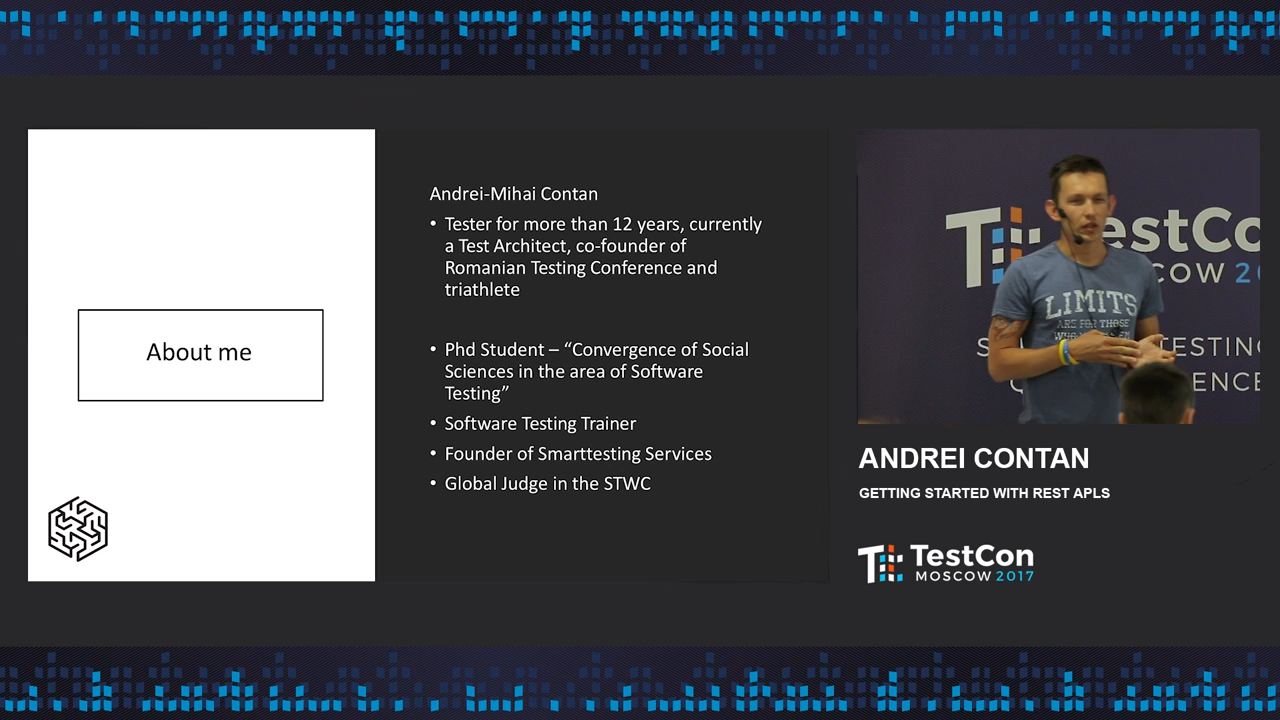 About me
Andrei-Mihai Contan
• Tester for more than 12 years, currently
a Test Architect, co-founder of
Romanian Testing Conference and
triathlete
• Phd Student – “Convergence of Social
Sciences in the area of Software
Testing”
• Software Testing Trainer
• Founder of Smarttesting Services
• Global Judge in the STWC
LIMITS
ARE FOR THOSE
ANDREI CONTAN
GETTING STARTED WITH REST APLS
TestCon
MOSCOW 2017